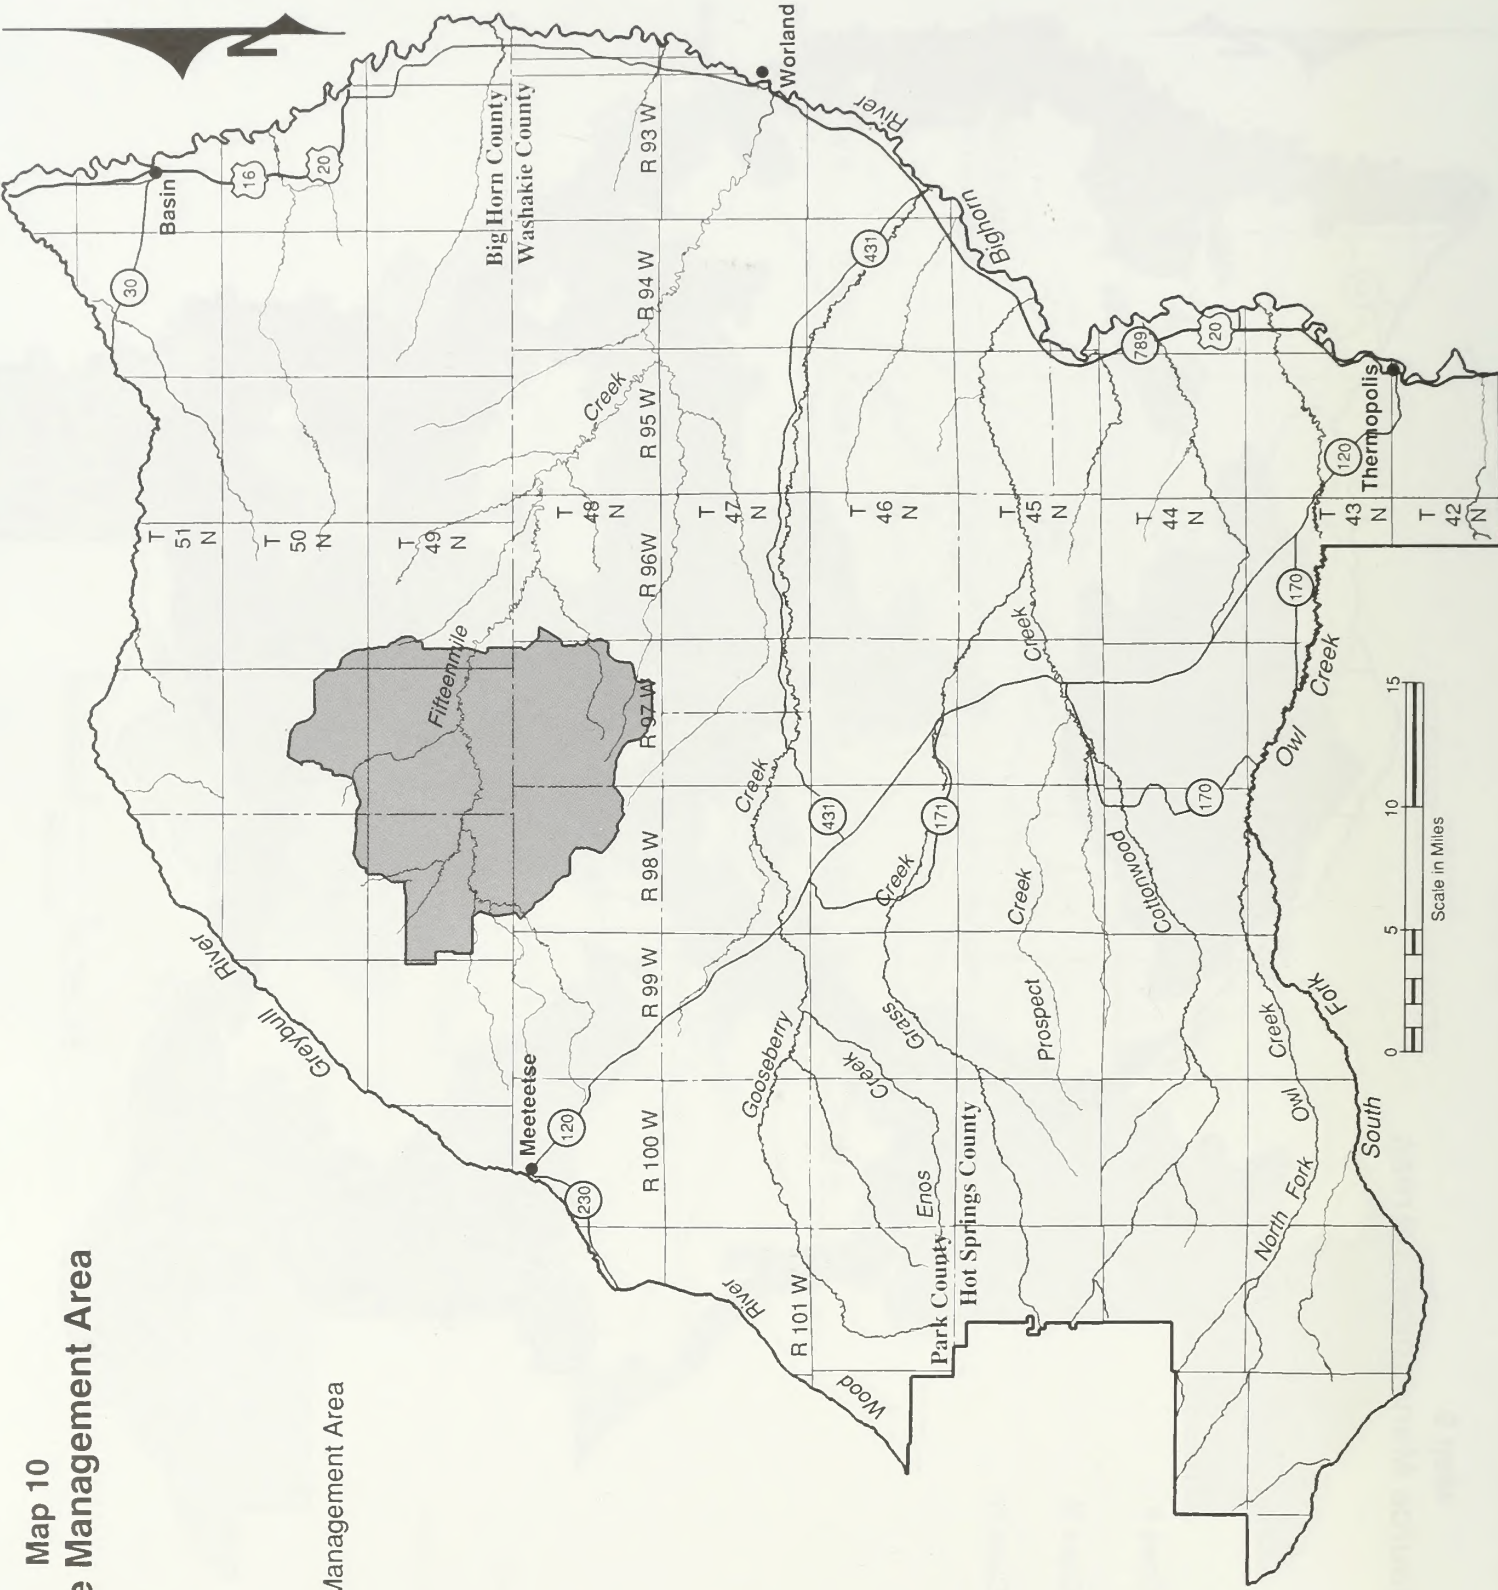 Map 10
e Management Area
Management Area
N
Worland
Basin
16
20
30
Big Horn County
Washakie County
R 93 W
R 94 W
R 95 W
R 96W
R 97 W
R 98 W
R 99 W
R 100 W
R 101 W
T
51
N
T
50
N
T
49
N
T
48
N
T
47
N
T
46
N
T
45
N
T
44
N
T
43
N
T
42
N
Bighorn
River
431
789
20
Thermopolis
120
170
Fifteenmile
Creek
Greybull
River
Meeteetse
120
230
Wood
River
Gooseberry
Creek
431
171
Grass
Creek
Enos
Creek
Park County
Hot Springs County
Prospect
Creek
Cottonwood
Creek
170
Owl
Creek
North Fork
Owl
Creek
South
Fork
0
5
10
15
Scale in Miles